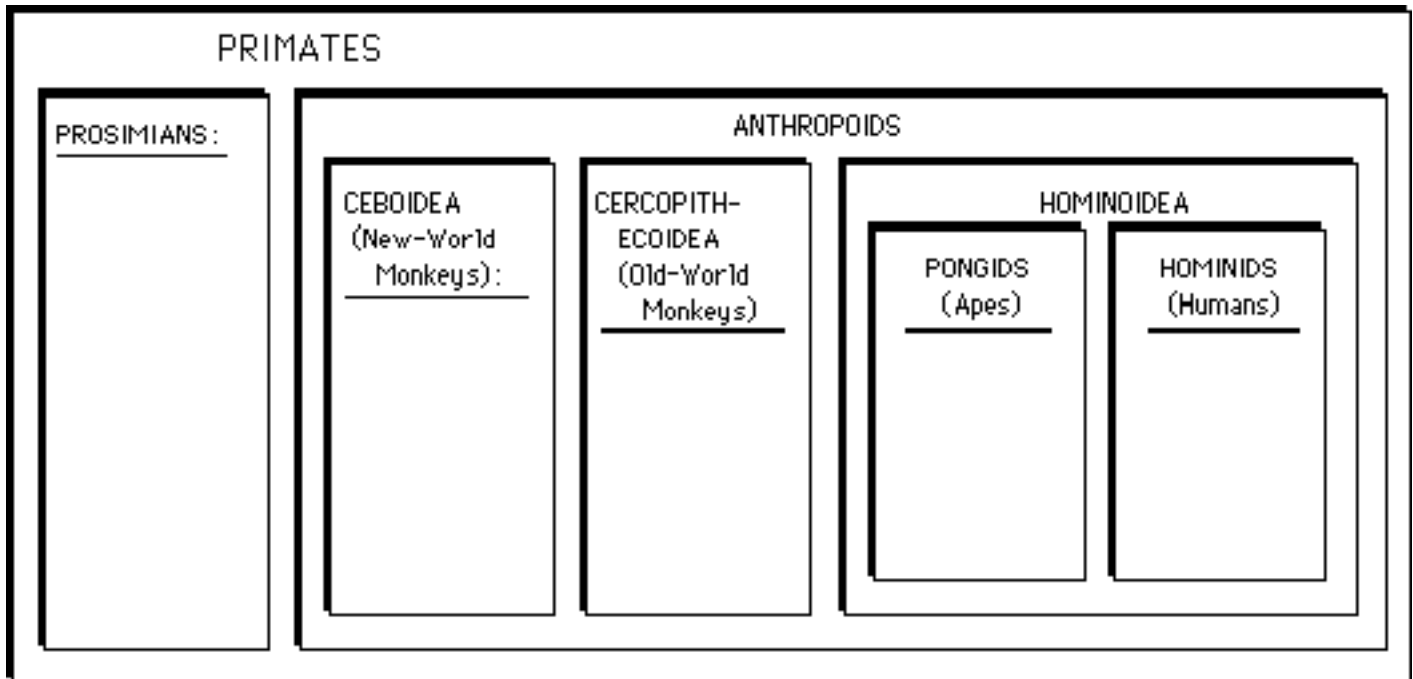 PRIMATES
PROSIMIANS:
ANTHROPOIDS
CEBOIDEA
(New-World
Monkeys):
CERCOPITH-
ECOIDEA
(Old-World
Monkeys)
HOMINOIDEA
PONGIDS
(Apes)
HOMINIDS
(Humans)